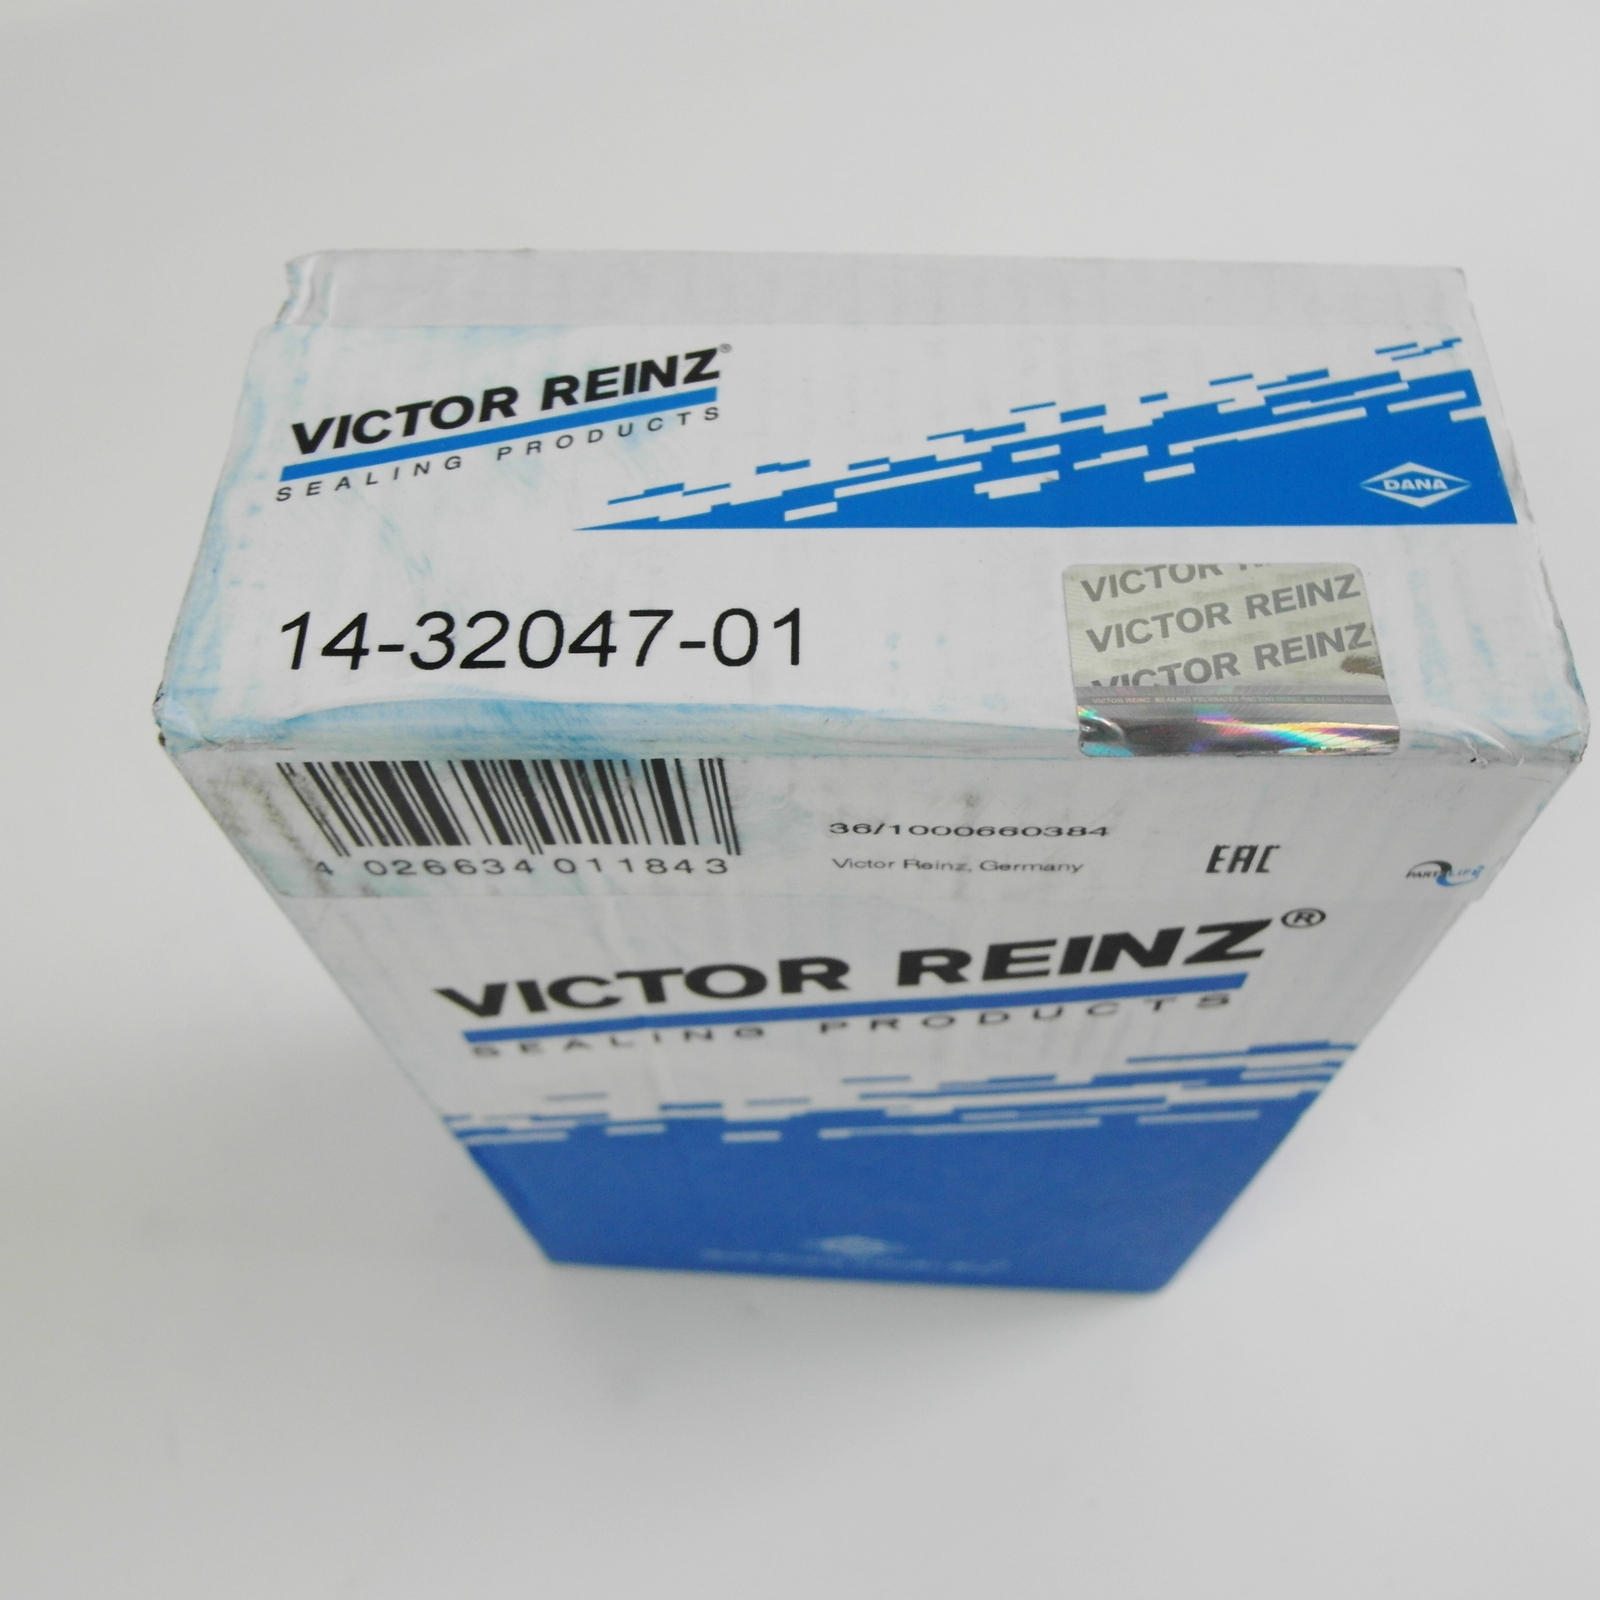 VICTOR REINZ®
SEALING PRODUCTS
DANA
14-32047-01
VICTOR
VICTOR REINZ
VICTOR REINZ
4 026634 011843
36/1000660384
Victor Reinz, Germany
EAC
PARTSLIFE
VICTOR REINZ®
SEALING PRODUCTS